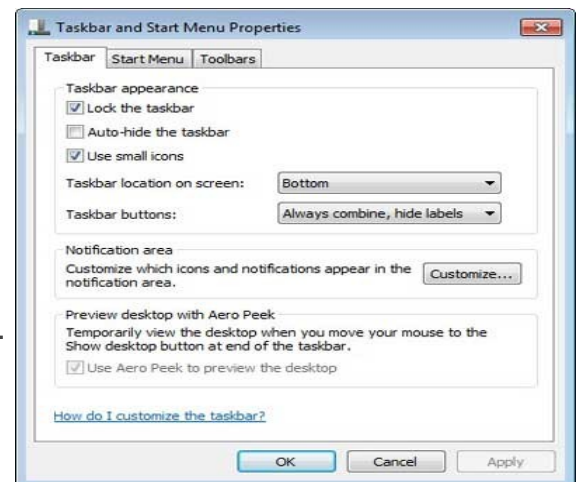 Taskbar and Start Menu Properties
Taskbar
Start Menu
Toolbars
Taskbar appearance
Lock the taskbar
Auto-hide the taskbar
Use small icons
Taskbar location on screen:
Bottom
Taskbar buttons:
Always combine, hide labels
Notification area
Customize which icons and notifications appear in the
notification area.
Customize...
Preview desktop with Aero Peek
Temporarily view the desktop when you move your mouse to the
Show desktop button at end of the taskbar.
Use Aero Peek to preview the desktop
How do I customize the taskbar?
OK
Cancel
Apply